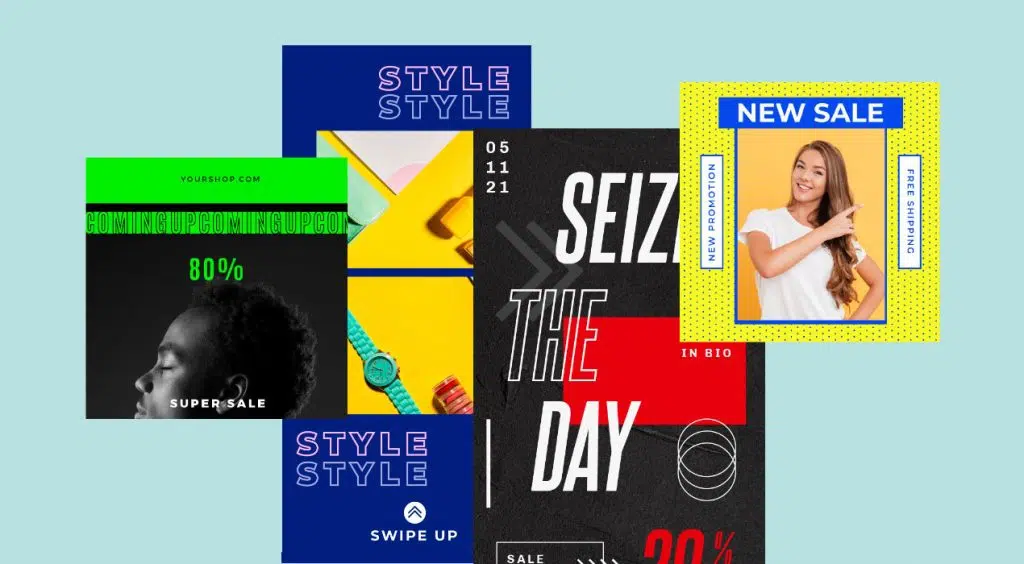 STYLE
STYLE
YOURSHOP.COM
COMINGUPCOMINGUPCO
80%
SUPER SALE
STYLE
STYLE
SWIPE UP
05
11
21
SEIZ
THE
IN BIO
DAY
SALE
NEW SALE
NEW PROMOTION
FREE SHIPPING